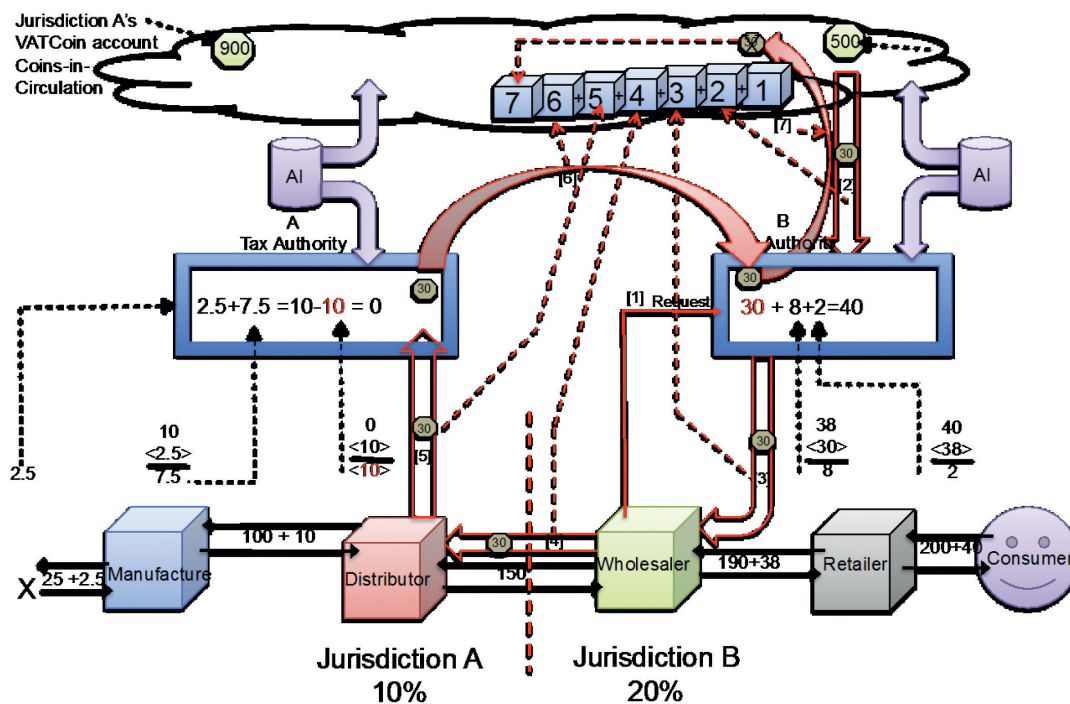 Jurisdiction A's
VATCoin account
Coins-in-
Circulation
900
500
30
7 6 + 5 + 4 + 3 + 2 + 1
[7]
30
[2]
[6]
AI
AI
A
Tax Authority
B
Authority
30
2.5+7.5 =10-10 = 0
30
30 + 8+2=40
[1] Request
2.5
10
<2.5>
7.5
0
<10>
<10>
30
[5]
30
[3]
38
<30>
8
40
<38>
2
X
25 +2.5
Manufacture
100 + 10
Distributor
30
[4]
150
Wholesaler
190+38
Retailer
200+40
Consumer
Jurisdiction A
10%
Jurisdiction B
20%